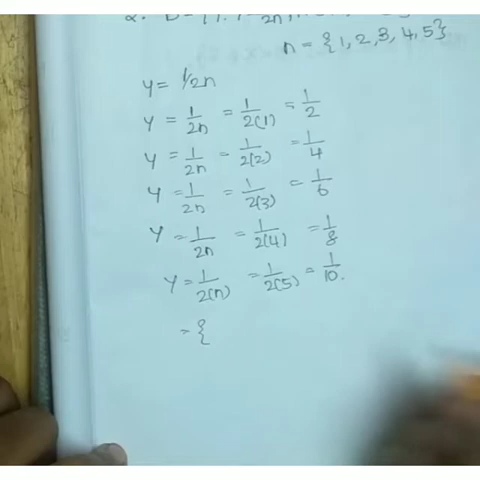 2.
n = {1, 2, 3, 4, 5}
y = 1/2n
y = 1/2n = 1/2(1) = 1/2
y = 1/2n = 1/2(2) = 1/4
y = 1/2n = 1/2(3) = 1/6
y = 1/2n = 1/2(4) = 1/8
y = 1/2(n) = 1/2(5) = 1/10.
= {